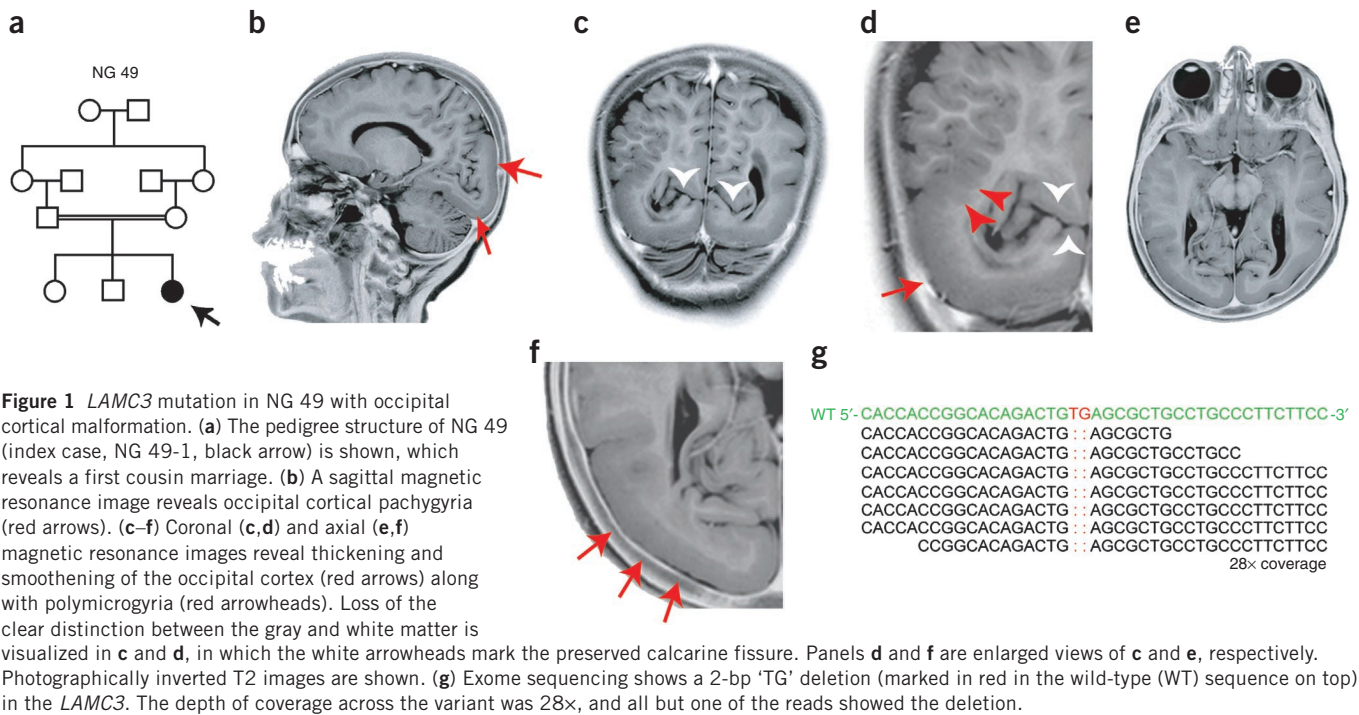 a
b
c
d
e
NG 49
f
g
WT 5′- CACCACCGGCACAGACTGTGAGCGCTGCCTGCCCTTCTTCC -3′
CACCACCGGCACAGACTG : : AGCGCTG
CACCACCGGCACAGACTG : : AGCGCTGCCTGCC
CACCACCGGCACAGACTG : : AGCGCTGCCTGCCCTTCTTCC
CACCACCGGCACAGACTG : : AGCGCTGCCTGCCCTTCTTCC
CACCACCGGCACAGACTG : : AGCGCTGCCTGCCCTTCTTCC
CACCACCGGCACAGACTG : : AGCGCTGCCTGCCCTTCTTCC
CCGGCACAGACTG : : AGCGCTGCCTGCCCTTCTTCC
28× coverage
Figure 1 LAMC3 mutation in NG 49 with occipital
cortical malformation. (a) The pedigree structure of NG 49
(index case, NG 49-1, black arrow) is shown, which
reveals a first cousin marriage. (b) A sagittal magnetic
resonance image reveals occipital cortical pachygyria
(red arrows). (c–f) Coronal (c,d) and axial (e,f)
magnetic resonance images reveal thickening and
smoothening of the occipital cortex (red arrows) along
with polymicrogyria (red arrowheads). Loss of the
clear distinction between the gray and white matter is
visualized in c and d, in which the white arrowheads mark the preserved calcarine fissure. Panels d and f are enlarged views of c and e, respectively.
Photographically inverted T2 images are shown. (g) Exome sequencing shows a 2-bp ‘TG’ deletion (marked in red in the wild-type (WT) sequence on top)
in the LAMC3. The depth of coverage across the variant was 28×, and all but one of the reads showed the deletion.